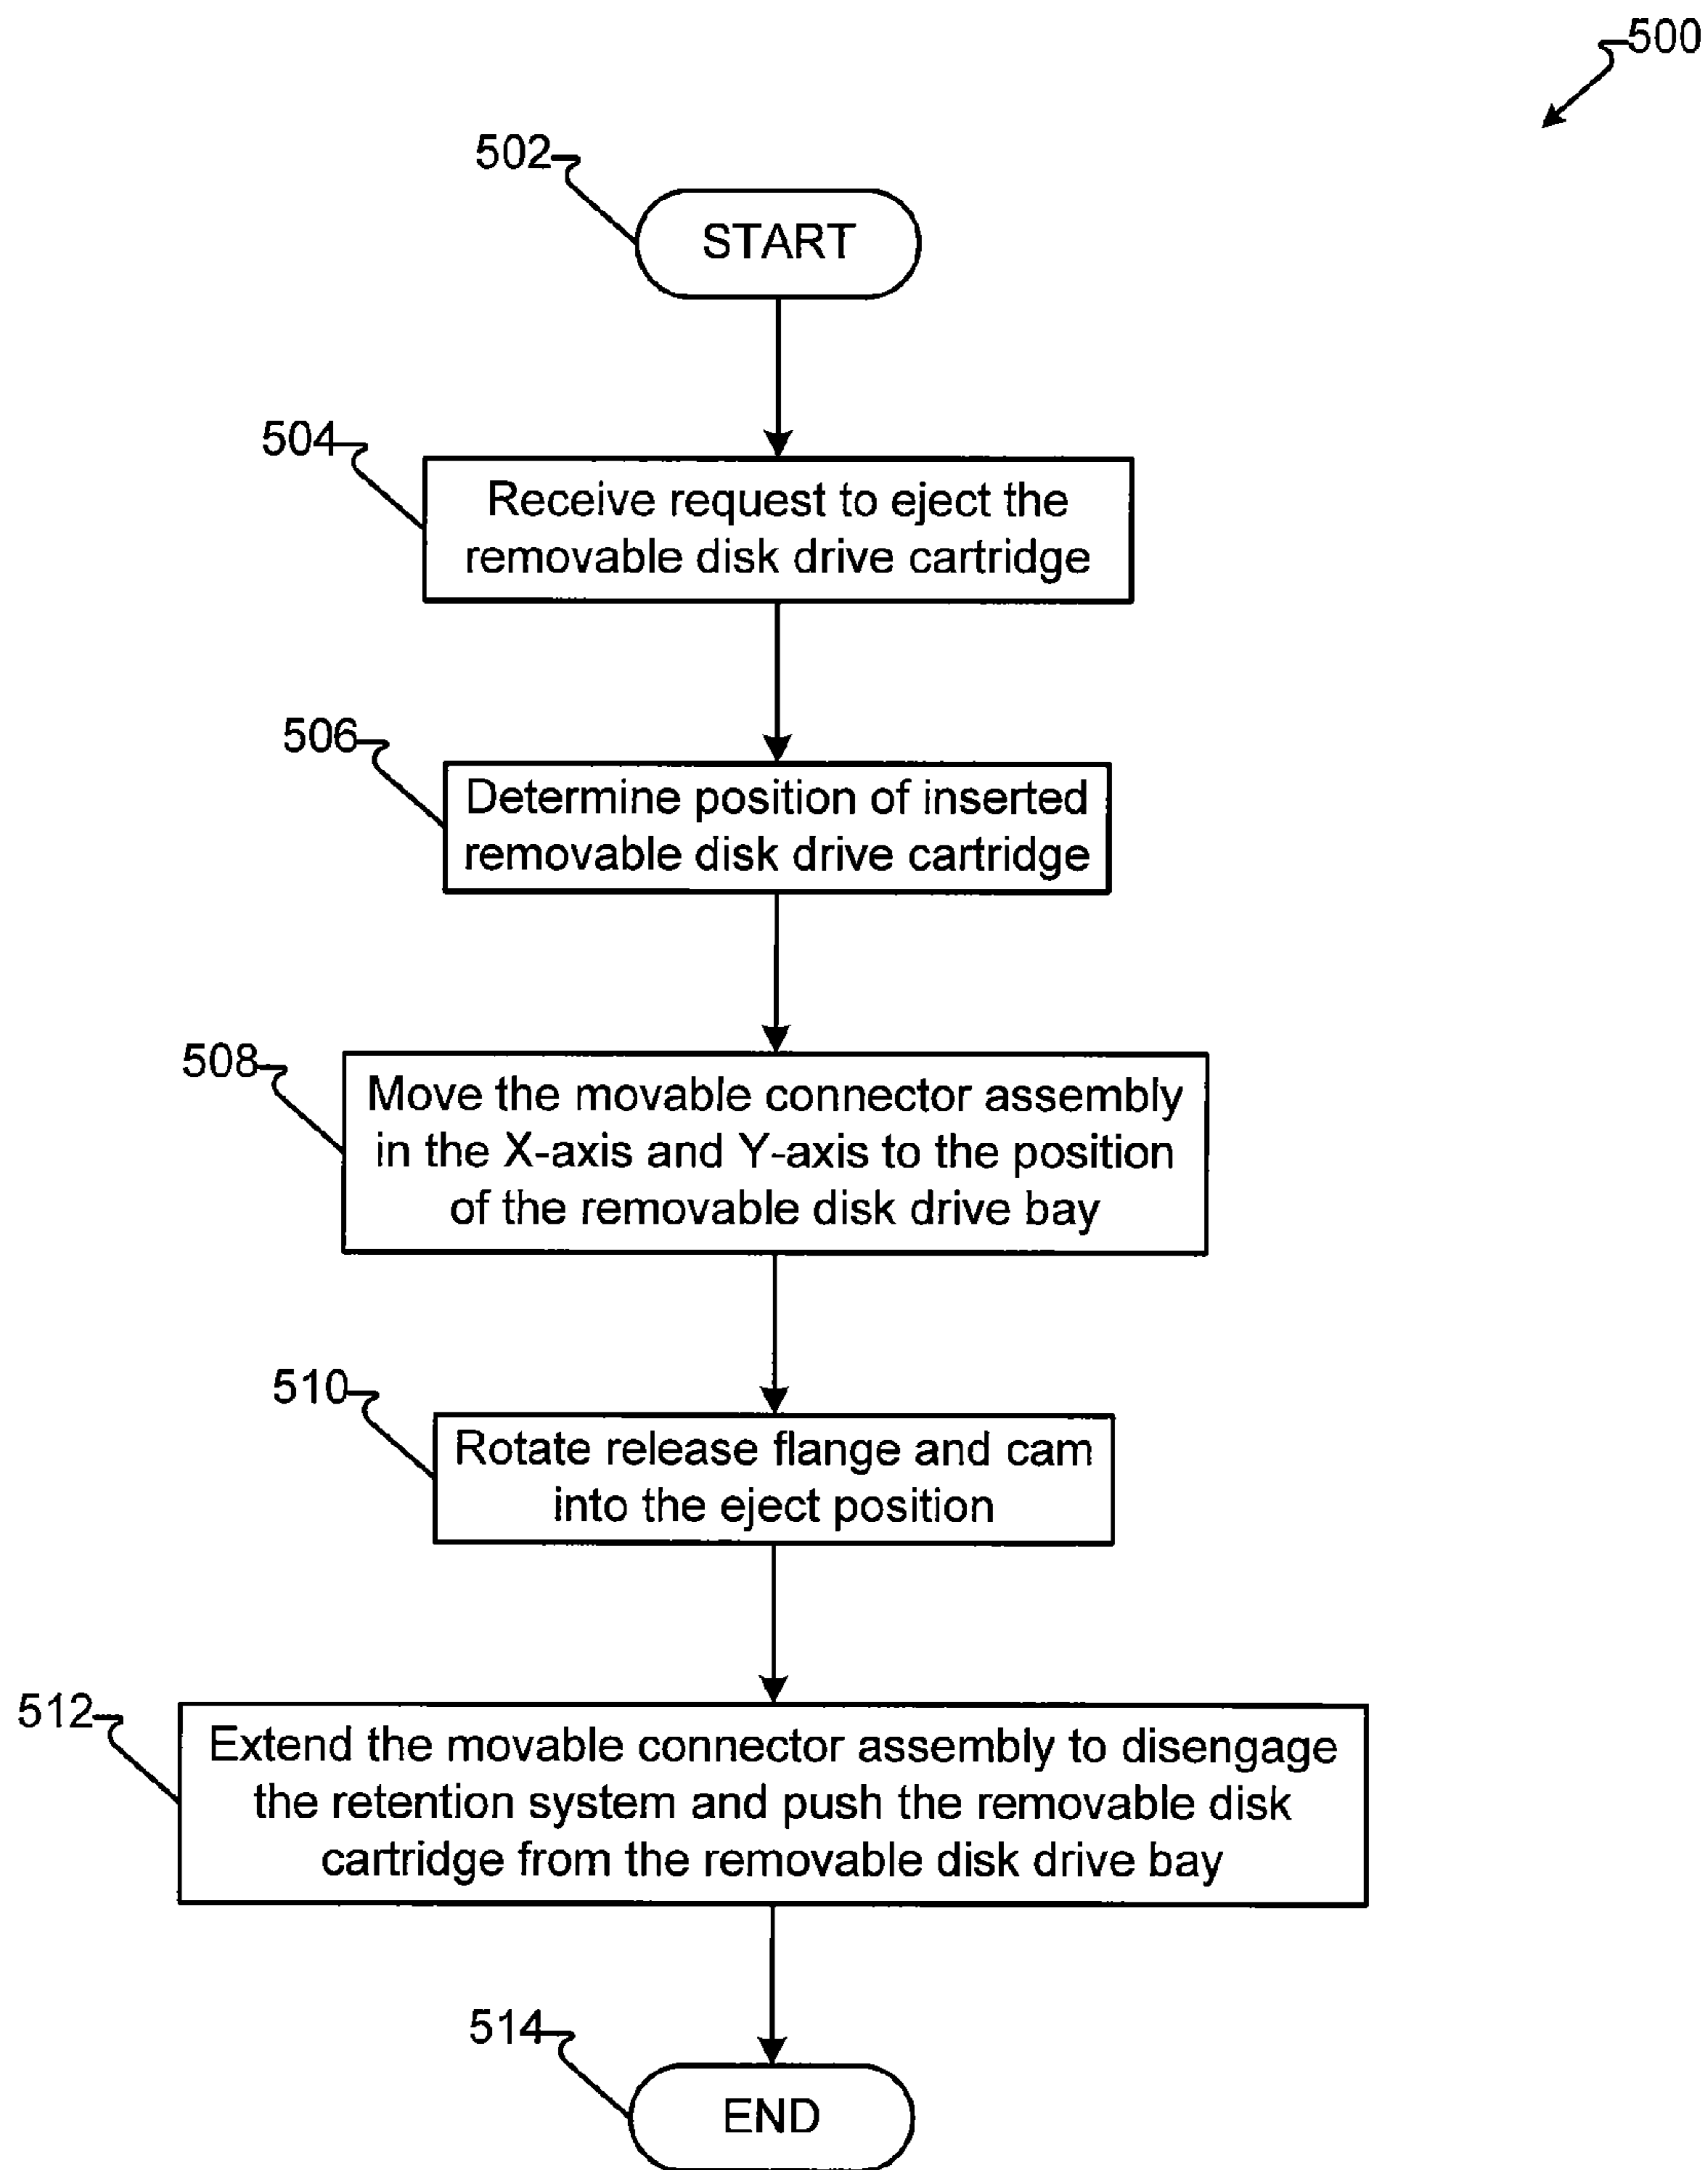 500
502
START
504
Receive request to eject the
removable disk drive cartridge
506
Determine position of inserted
removable disk drive cartridge
508
Move the movable connector assembly
in the X-axis and Y-axis to the position
of the removable disk drive bay
510
Rotate release flange and cam
into the eject position
512
Extend the movable connector assembly to disengage
the retention system and push the removable disk
cartridge from the removable disk drive bay
514
END